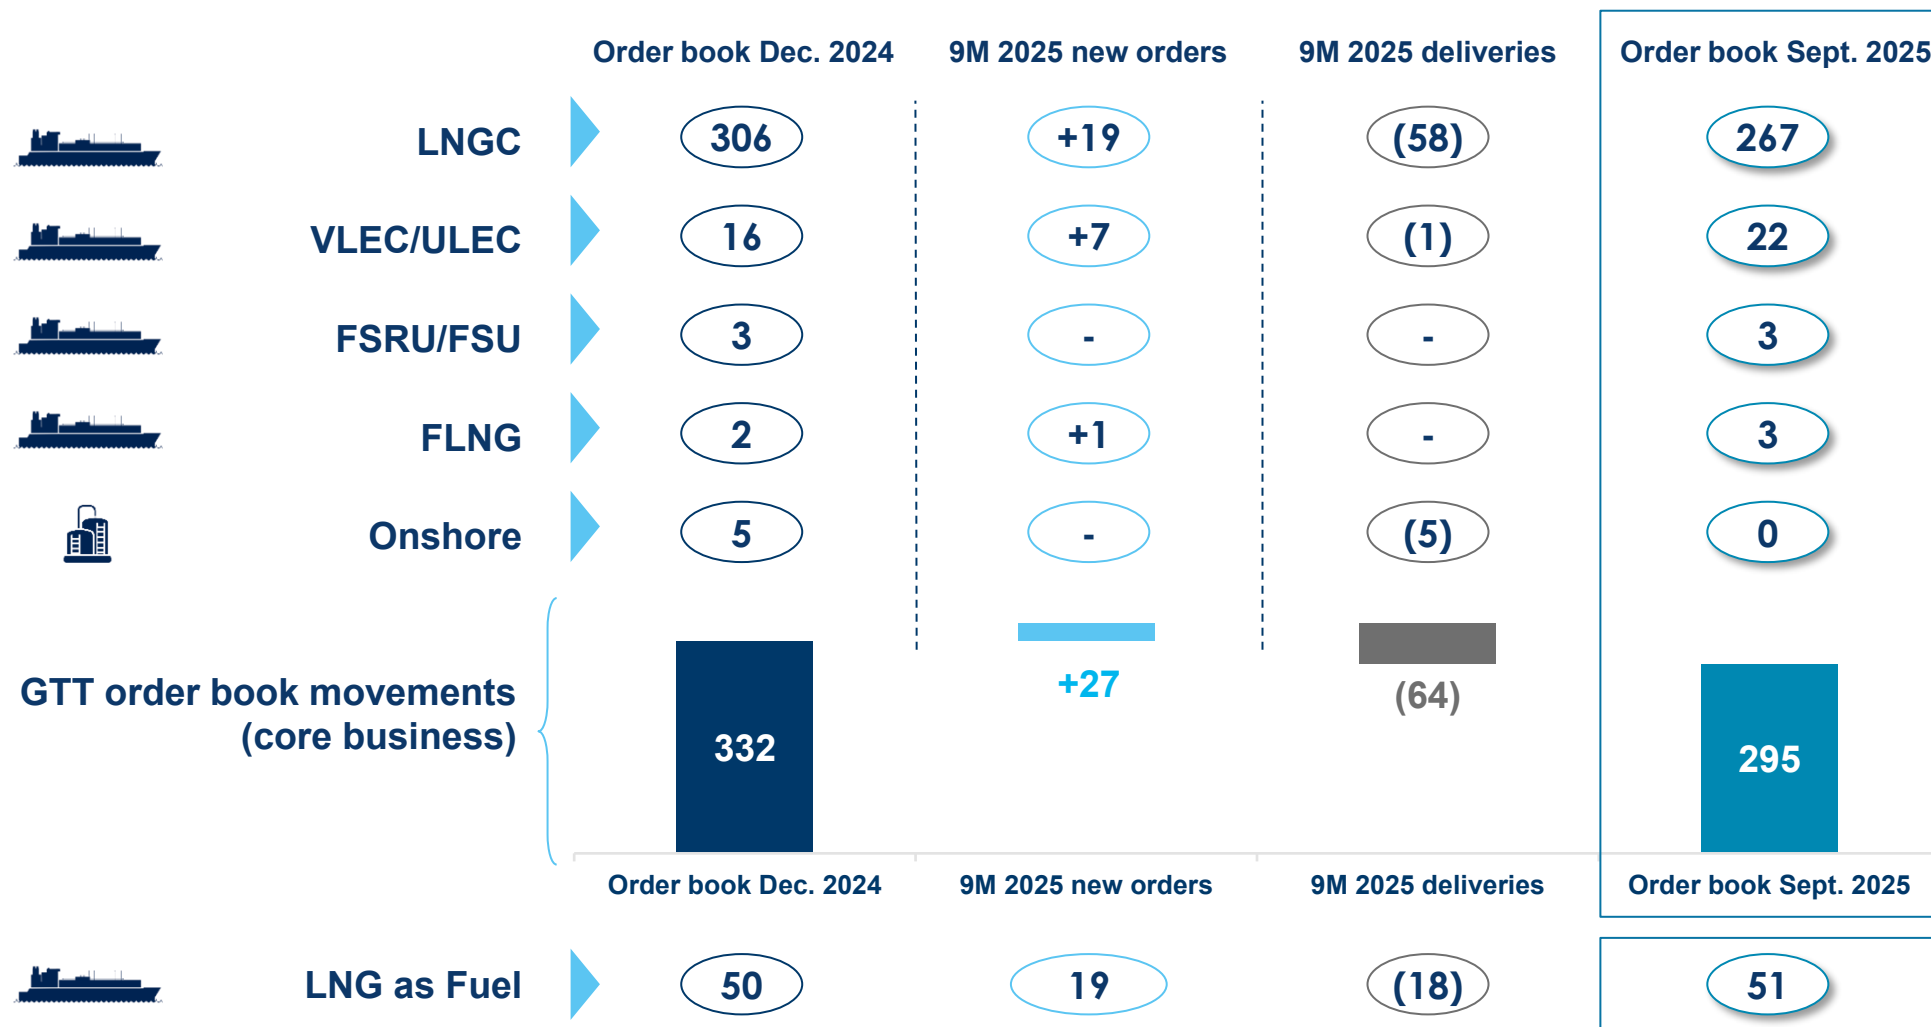 Order book Dec. 2024 9M 2025 new orders 9M 2025 deliveries Order book Sept. 2025
LNGC 306 +19 (58) 267
VLEC/ULEC 16 +7 (1) 22
FSRU/FSU 3 - - 3
FLNG 2 +1 - 3
Onshore 5 - (5) 0
GTT order book movements
(core business)
332 +27 (64) 295
Order book Dec. 2024 9M 2025 new orders 9M 2025 deliveries Order book Sept. 2025
LNG as Fuel 50 19 (18) 51